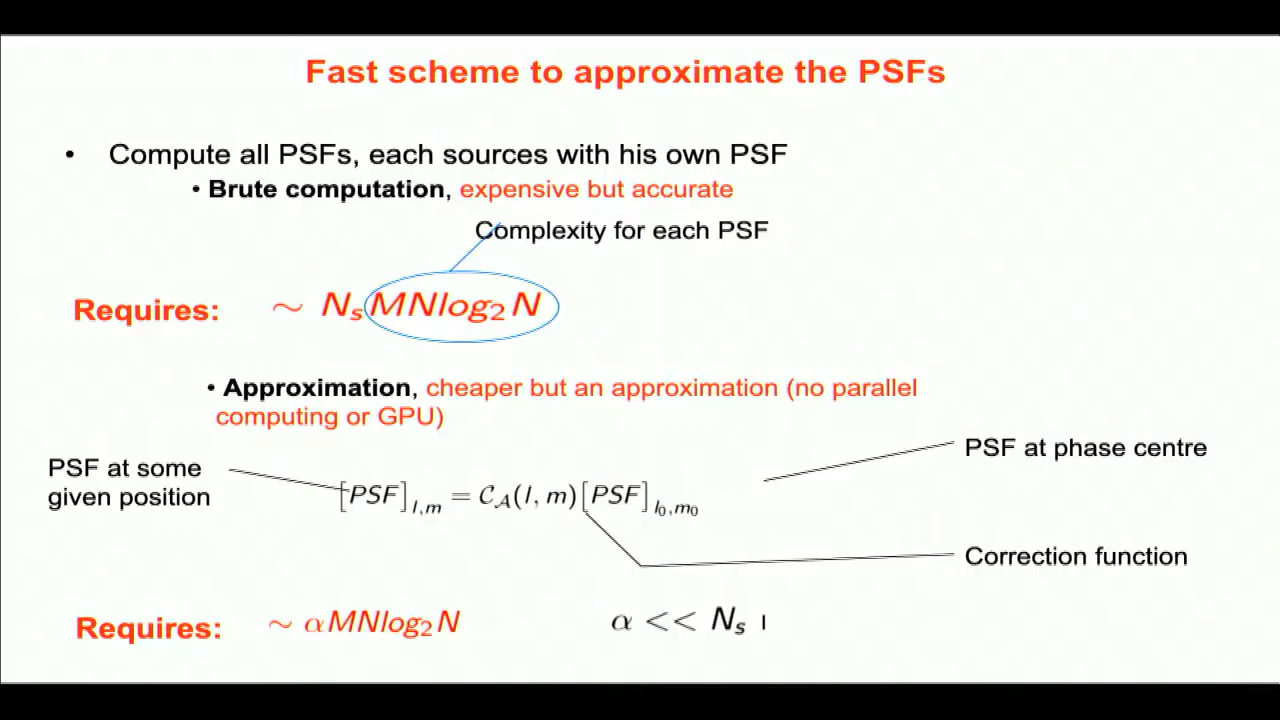 Fast scheme to approximate the PSFs
• Compute all PSFs, each sources with his own PSF
• Brute computation, expensive but accurate
Complexity for each PSF
Requires: ∼ N_s MNlog_2 N
• Approximation, cheaper but an approximation (no parallel
computing or GPU)
PSF at phase centre
PSF at some
given position
[PSF]_{l,m} = C_A(l, m)[PSF]_{l_0,m_0}
Correction function
Requires: ∼ αMNlog_2 N α << N_s I